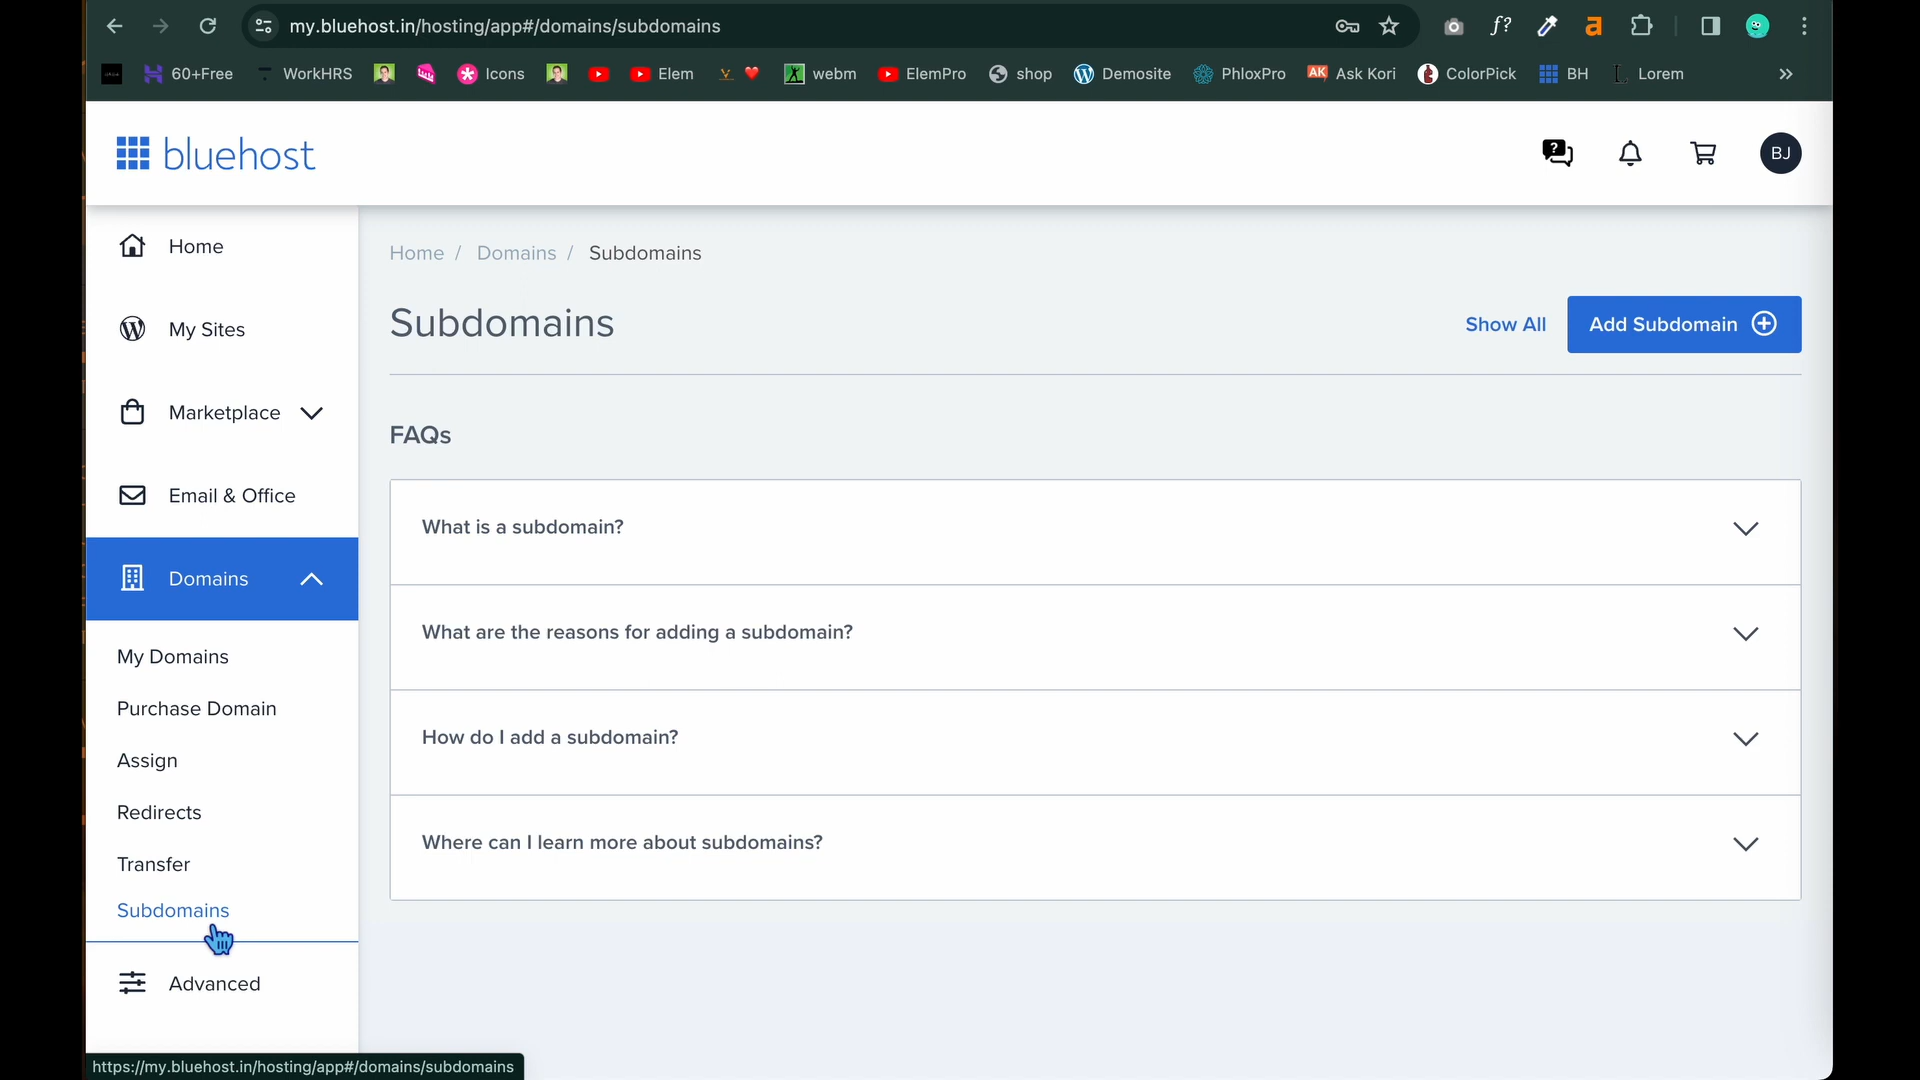 my.bluehost.in/hosting/app#/domains/subdomains
f?
a
60+Free
WorkHRS
Icons
Elem
webm
ElemPro
shop
Demosite
PhloxPro
AK
Ask Kori
ColorPick
BH
Lorem
bluehost
BJ
Home
My Sites
Marketplace
Email & Office
Domains
My Domains
Purchase Domain
Assign
Redirects
Transfer
Subdomains
Advanced
Home / Domains / Subdomains
Subdomains
Show All
Add Subdomain
FAQs
What is a subdomain?
What are the reasons for adding a subdomain?
How do I add a subdomain?
Where can I learn more about subdomains?
https://my.bluehost.in/hosting/app#/domains/subdomains